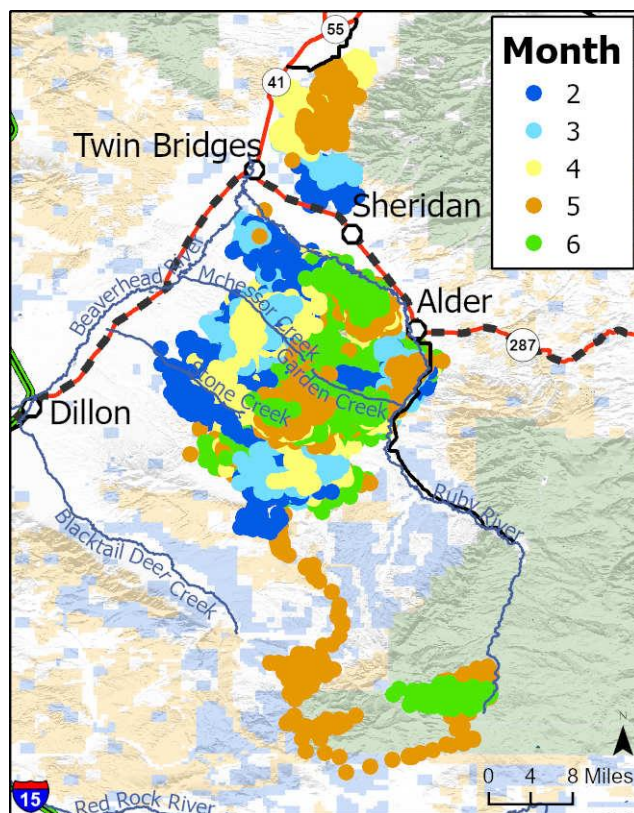 55
41
Month
2
3
4
5
6
Twin Bridges
Sheridan
Beaverhead River
Mchessor Creek
Alder
287
Garden Creek
Stone Creek
Dillon
Ruby River
Blacktail Deer Creek
N
0 4 8 Miles
15
Red Rock River